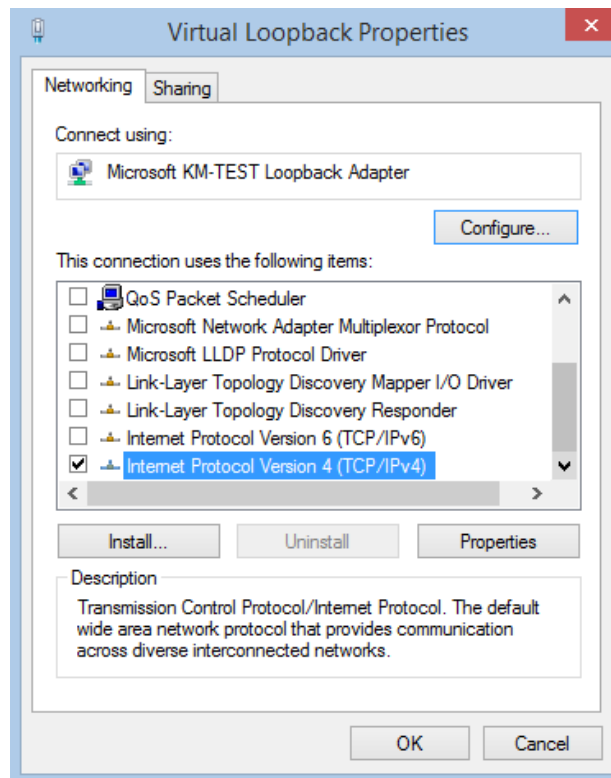 Virtual Loopback Properties
Networking
Sharing
Connect using:
Microsoft KM-TEST Loopback Adapter
Configure...
This connection uses the following items:
QoS Packet Scheduler
Microsoft Network Adapter Multiplexor Protocol
Microsoft LLDP Protocol Driver
Link-Layer Topology Discovery Mapper I/O Driver
Link-Layer Topology Discovery Responder
Internet Protocol Version 6 (TCP/IPv6)
Internet Protocol Version 4 (TCP/IPv4)
Install...
Uninstall
Properties
Description
Transmission Control Protocol/Internet Protocol. The default
wide area network protocol that provides communication
across diverse interconnected networks.
OK
Cancel